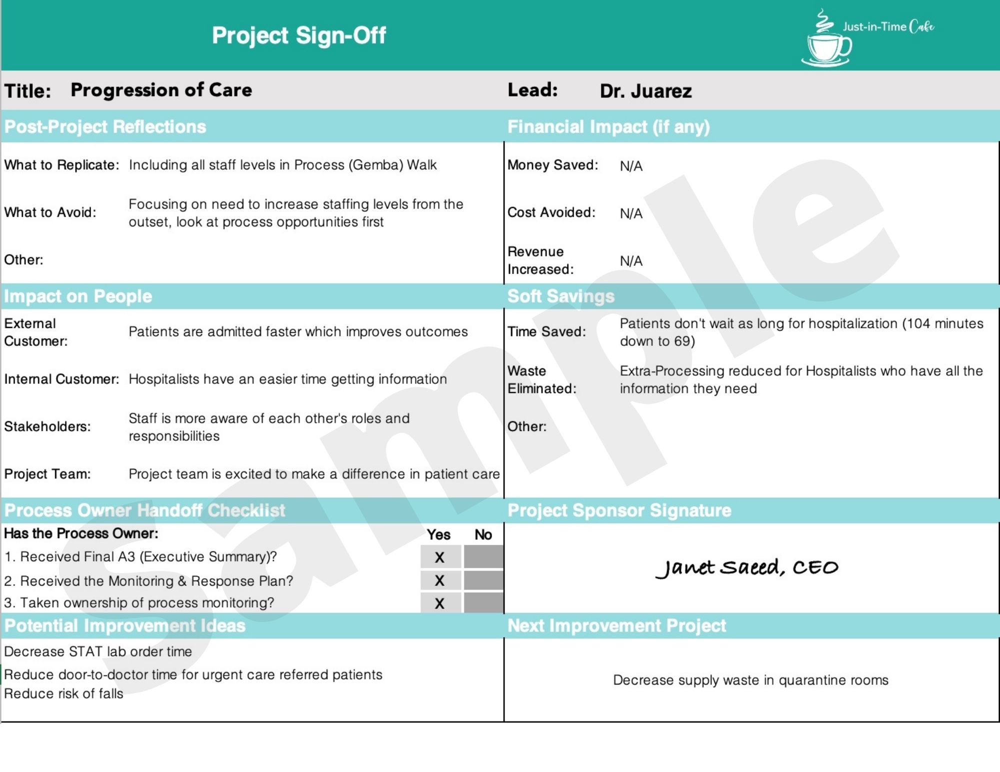 Project Sign-Off
Just-in-Time Cafe
Title: Progression of Care
Lead: Dr. Juarez
Post-Project Reflections
What to Replicate: Including all staff levels in Process (Gemba) Walk
What to Avoid: Focusing on need to increase staffing levels from the
outset, look at process opportunities first
Other:
Financial Impact (if any)
Money Saved: N/A
Cost Avoided: N/A
Revenue
Increased: N/A
Impact on People
External
Customer: Patients are admitted faster which improves outcomes
Internal Customer: Hospitalists have an easier time getting information
Stakeholders: Staff is more aware of each other's roles and
responsibilities
Project Team: Project team is excited to make a difference in patient care
Soft Savings
Time Saved: Patients don't wait as long for hospitalization (104 minutes
down to 69)
Waste
Eliminated: Extra-Processing reduced for Hospitalists who have all the
information they need
Other:
Process Owner Handoff Checklist
Has the Process Owner: Yes No
1. Received Final A3 (Executive Summary)? X
2. Received the Monitoring & Response Plan? X
3. Taken ownership of process monitoring? X
Project Sponsor Signature
Janet Saeed, CEO
Potential Improvement Ideas
Decrease STAT lab order time
Reduce door-to-doctor time for urgent care referred patients
Reduce risk of falls
Next Improvement Project
Decrease supply waste in quarantine rooms
Sample